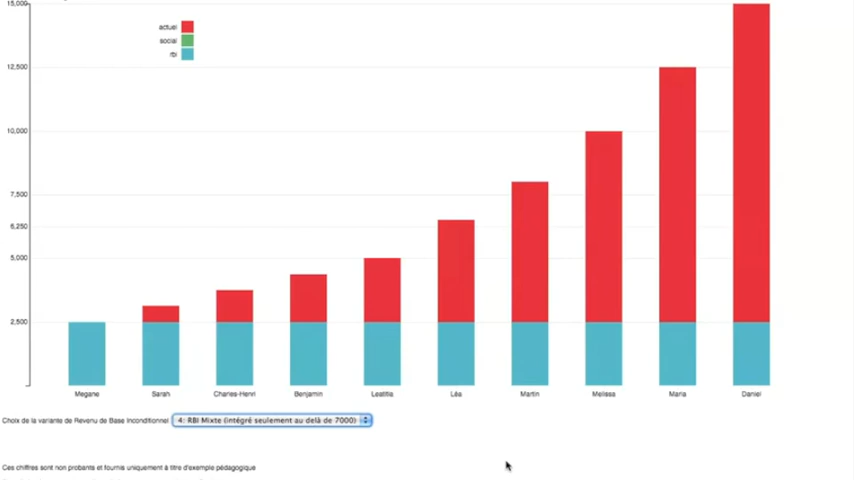 15,000
actuel
social
rbi
12,500
10,000
7,500
6,250
5,000
2,500
Megane Sarah Charles-Henri Benjamin Laetitia Léa Martin Melissa Maria Daniel
Choix de la variante de Revenu de Base Inconditionnel 4: RBI Mixte (intégré seulement au delà de 7000)
Ces chiffres sont non probants et fournis uniquement à titre d'exemple pédagogique